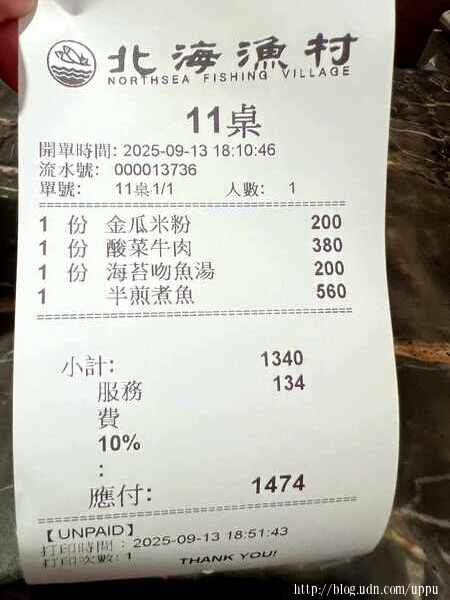 北海漁村
NORTHSEA FISHING VILLAGE
11桌
開單時間: 2025-09-13 18:10:46
流水號: 000013736
單號: 11桌1/1 人數: 1
1 份 金瓜米粉 200
1 份 酸菜牛肉 380
1 份 海苔吻魚湯 200
1 半煎煮魚 560
小計: 1340
服務 134
費
10%
:
應付: 1474
【UNPAID】
打印時間: 2025-09-13 18:51:43
打印次數: 1 THANK YOU!
http://blog.udn.com/uppu